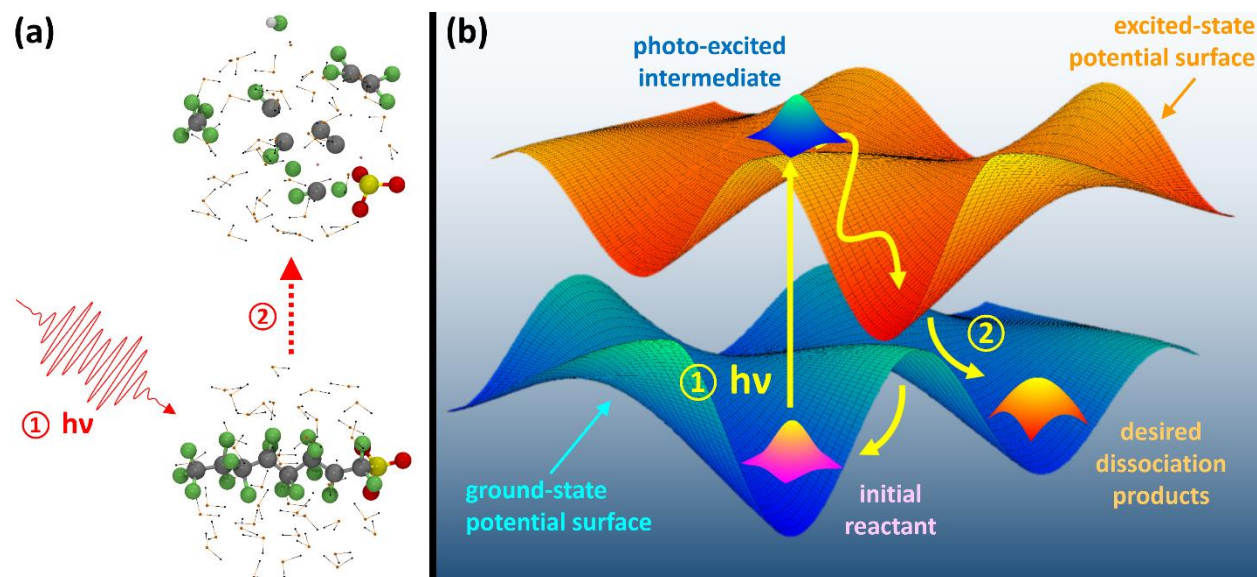 (a)
②
① hν
(b)
photo-excited
intermediate
excited-state
potential surface
① hν
②
ground-state
potential surface
initial
reactant
desired
dissociation
products